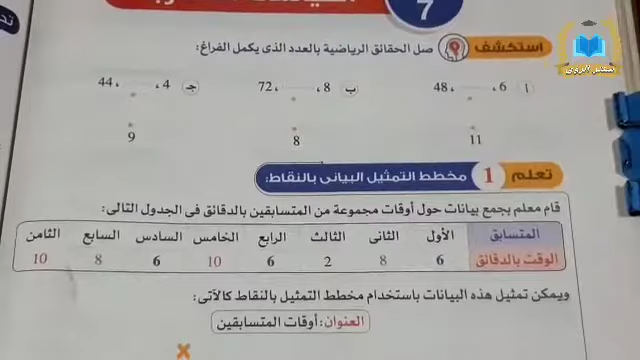 7
استكشف
صل الحقائق الرياضية بالعدد الذى يكمل الفراغ:
أ 6 ، ...... ، 48
ب 8 ، ...... ، 72
جـ 4 ، ...... ، 44
11
8
9
تعلم 1 مخطط التمثيل البيانى بالنقاط:
قام معلم بجمع بيانات حول أوقات مجموعة من المتسابقين بالدقائق فى الجدول التالى:
المتسابق الأول الثانى الثالث الرابع الخامس السادس السابع الثامن
الوقت بالدقائق 6 8 2 6 10 6 8 10
ويمكن تمثيل هذه البيانات باستخدام مخطط التمثيل بالنقاط كالآتى:
العنوان: أوقات المتسابقين